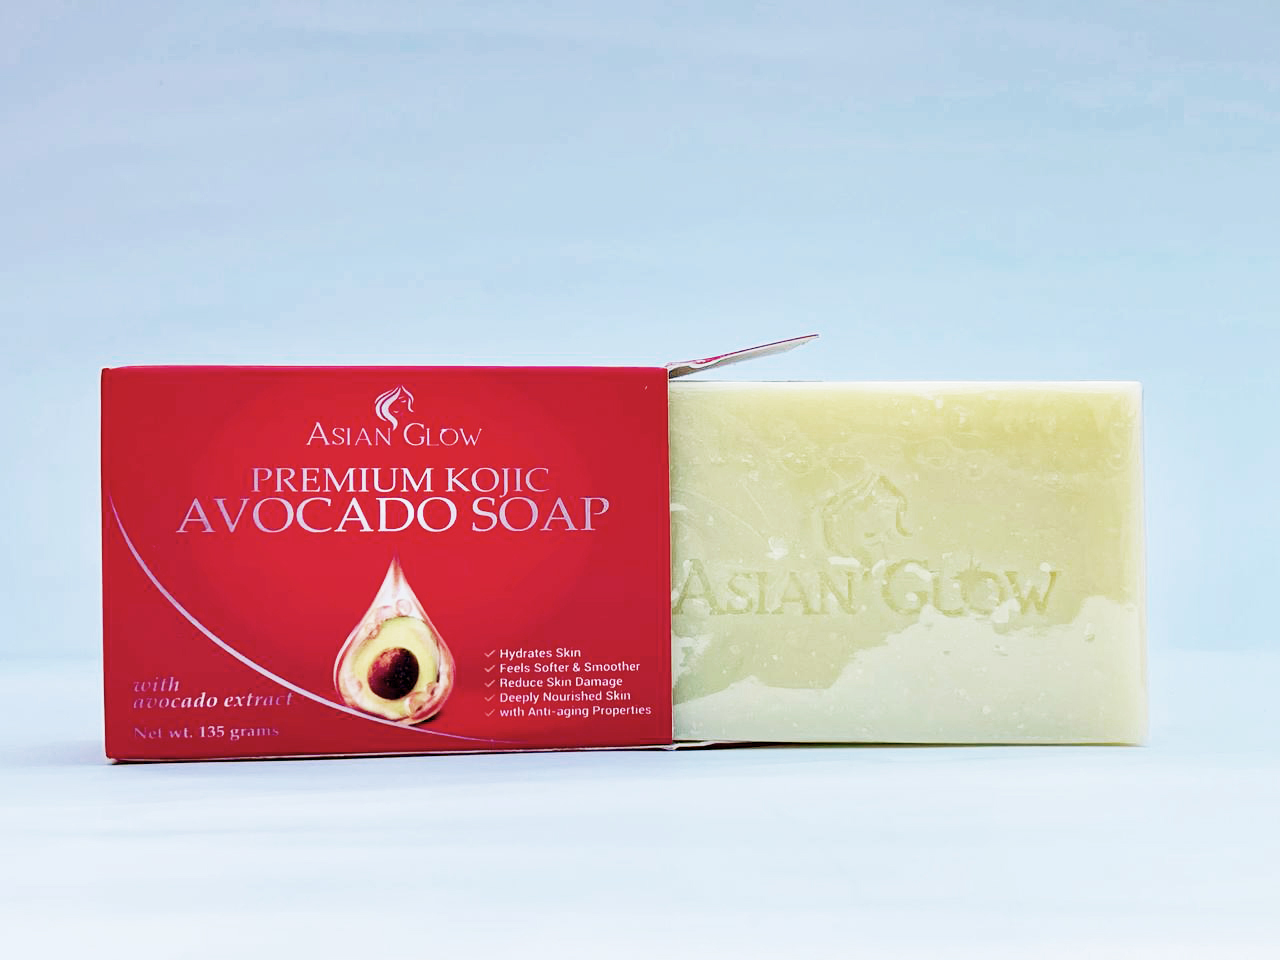 ASIAN GLOW
PREMIUM KOJIC
AVOCADO SOAP
with
avocado extract
Net wt. 135 grams
Hydrates Skin
Feels Softer & Smoother
Reduce Skin Damage
Deeply Nourished Skin
with Anti-aging Properties
ASIAN GLOW